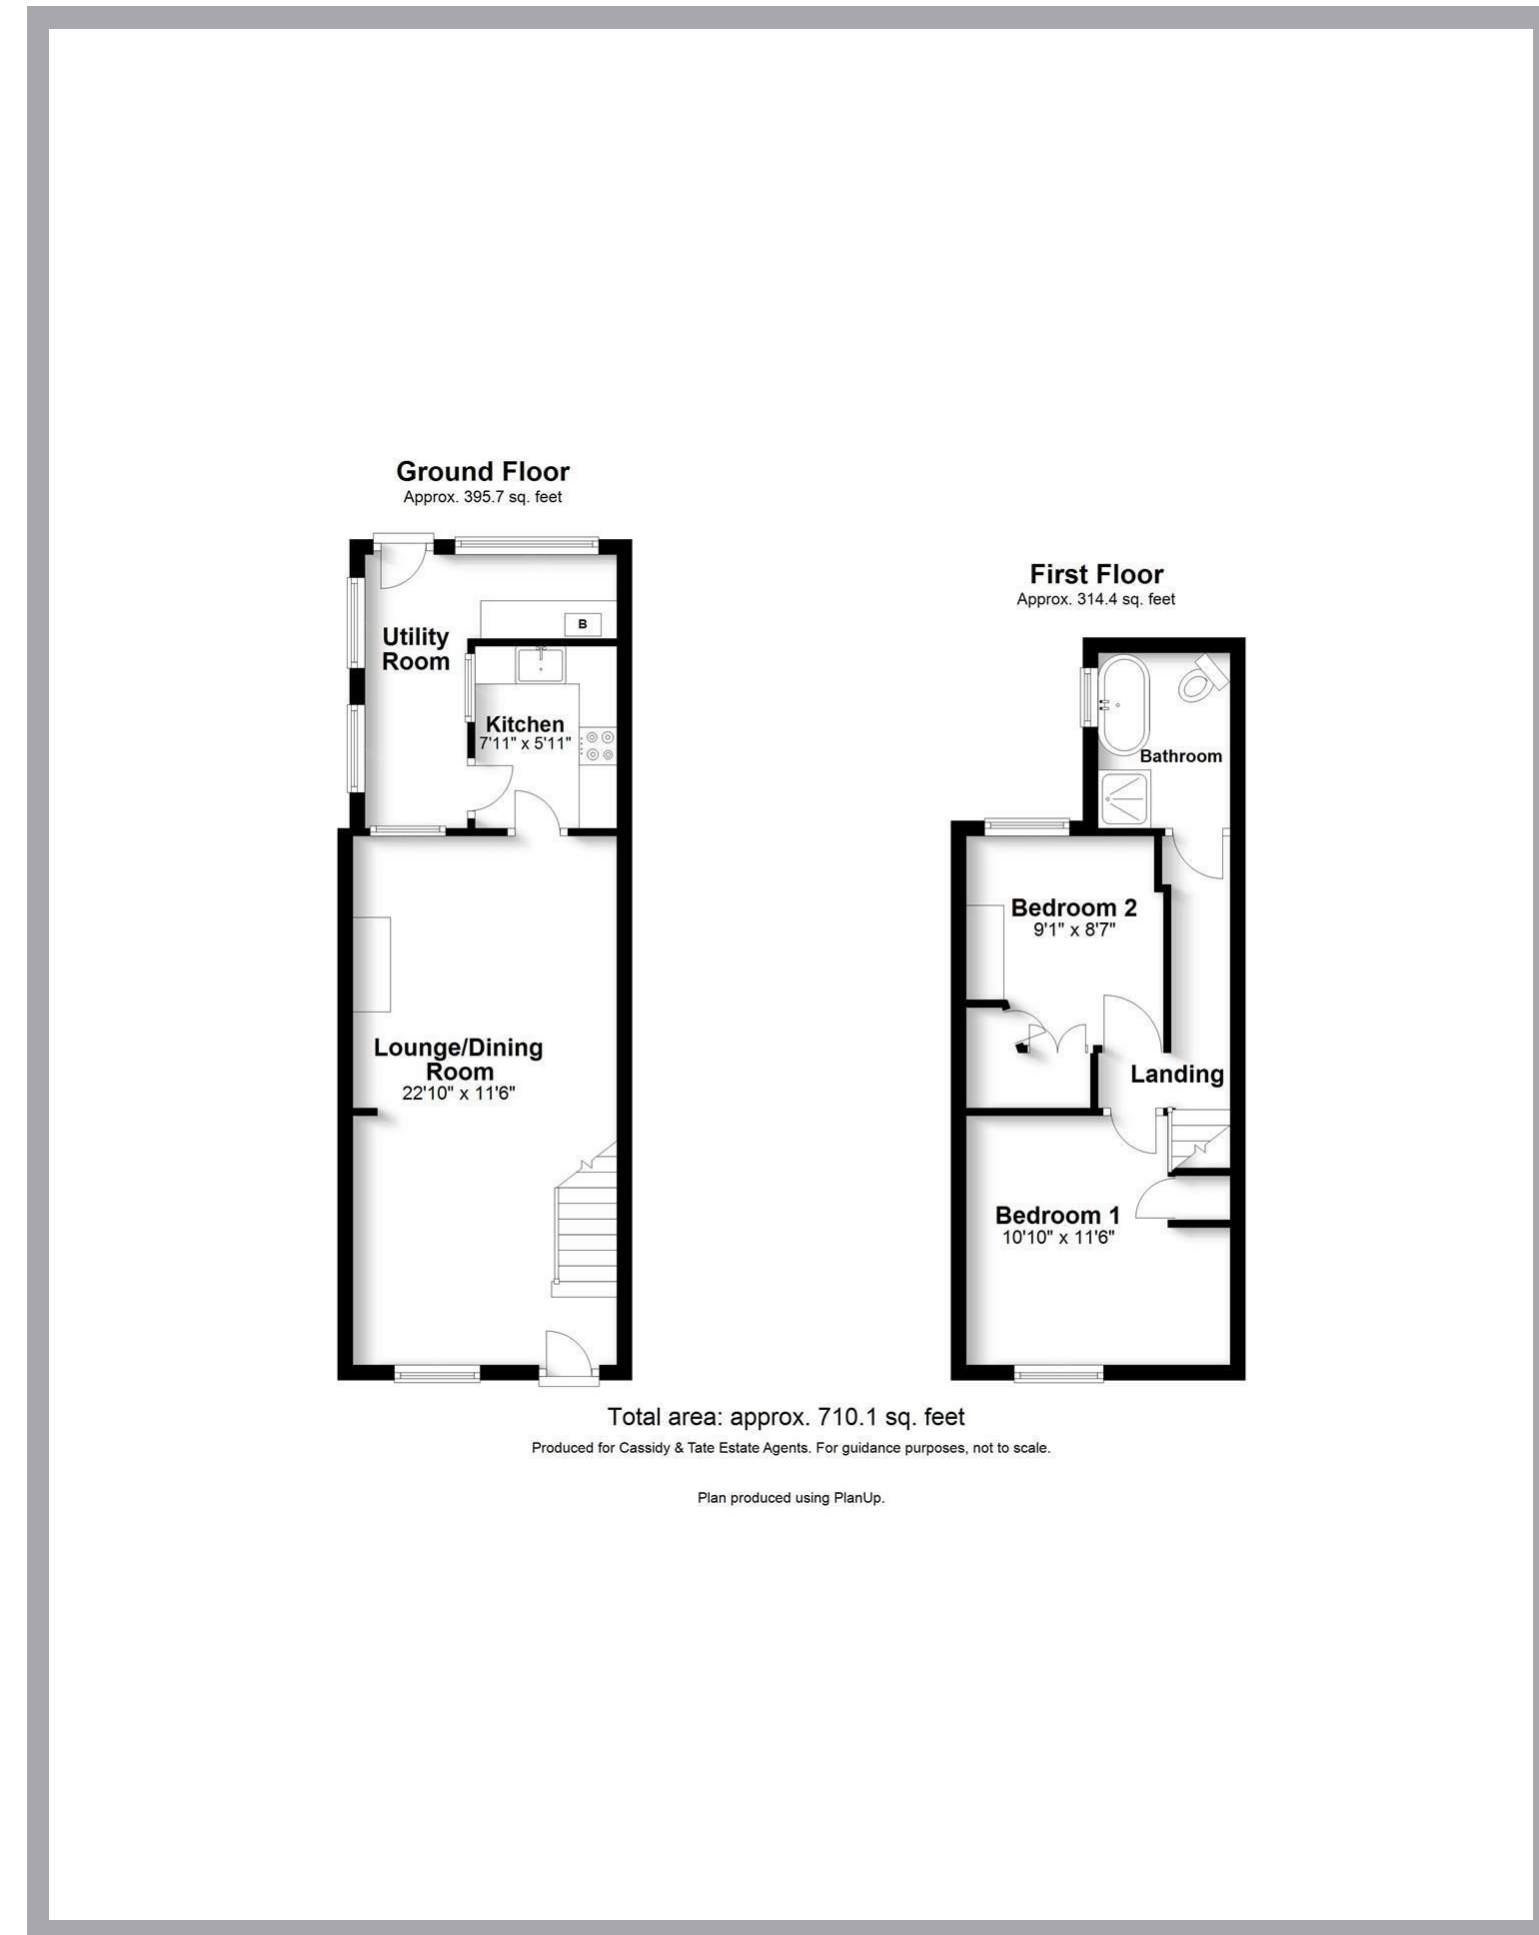 Ground Floor
Approx. 395.7 sq. feet
B
Utility
Room
Kitchen
7'11" x 5'11"
Lounge/Dining
Room
22'10" x 11'6"
First Floor
Approx. 314.4 sq. feet
Bathroom
Bedroom 2
9'1" x 8'7"
Landing
Bedroom 1
10'10" x 11'6"
Total area: approx. 710.1 sq. feet
Produced for Cassidy & Tate Estate Agents. For guidance purposes, not to scale.
Plan produced using PlanUp.